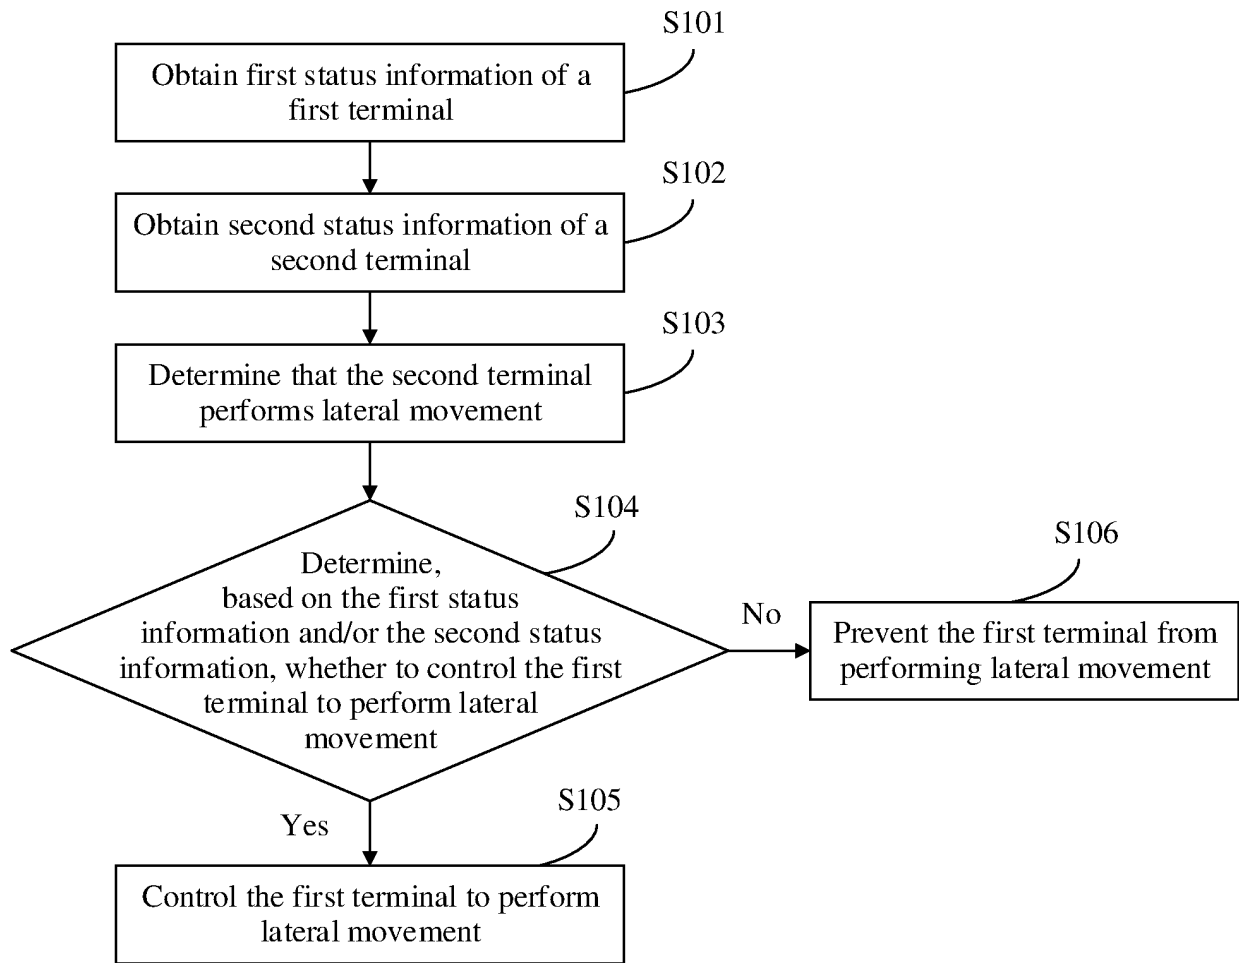 S101
Obtain first status information of a
first terminal
S102
Obtain second status information of a
second terminal
S103
Determine that the second terminal
performs lateral movement
S104
Determine,
based on the first status
information and/or the second status
information, whether to control the first
terminal to perform lateral
movement
No
S106
Prevent the first terminal from
performing lateral movement
Yes
S105
Control the first terminal to perform
lateral movement